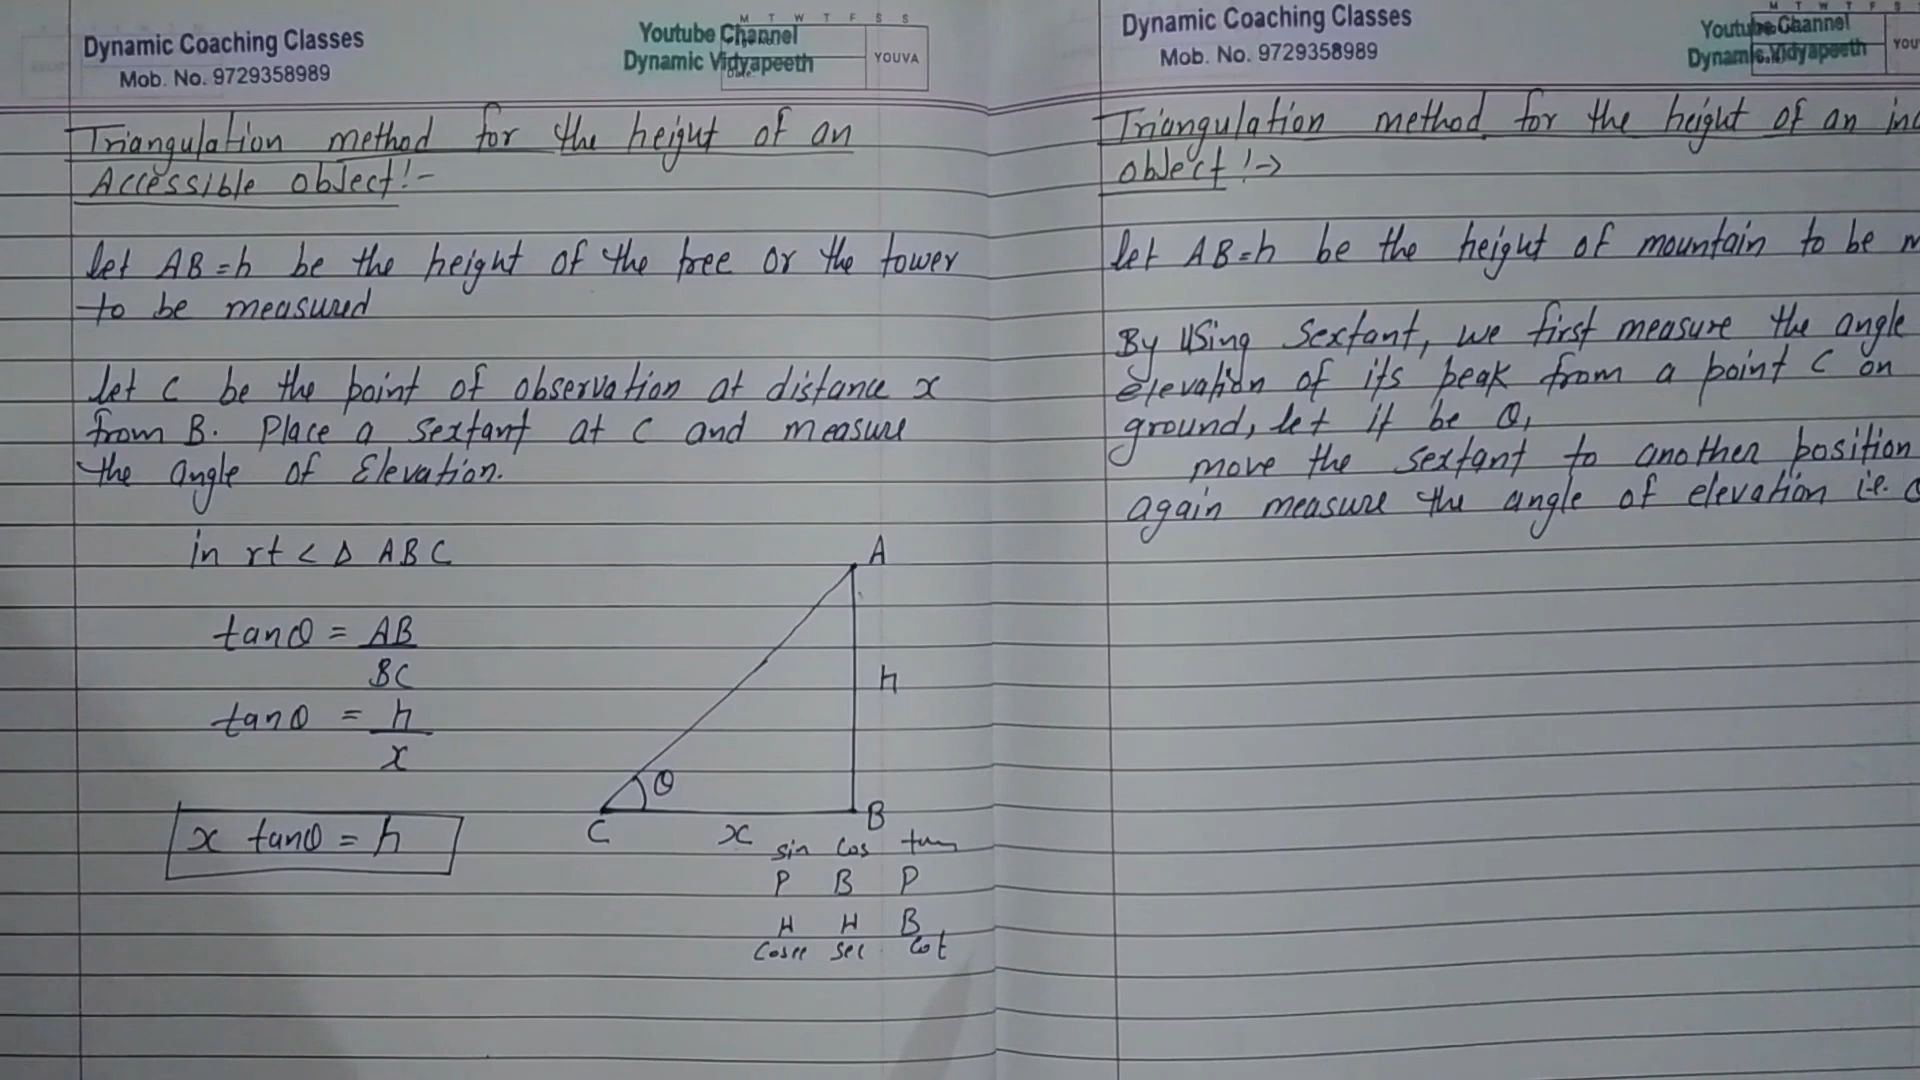 Dynamic Coaching Classes
Mob. No. 9729358989
M T W T F S S
Youtube Channel
Dynamic Vidyapeeth
YOUVA
Triangulation method for the height of an
Accessible object!-
let AB=h be the height of the tree or the tower
to be measured
let C be the point of observation at distance x
from B. Place a sextant at C and measure
the angle of Elevation.
in rt < Δ ABC
tanθ = AB
BC
tanθ = h
x
x tanθ = h
A
h
θ
C
x
B
sin cos tan
P B P
H H B
Cosec Sec Cot
Dynamic Coaching Classes
Mob. No. 9729358989
M T W T F S
Youtube Channel
Dynamic Vidyapeeth
YOU
Triangulation method for the height of an
object!→
let AB=h be the height of mountain to be
By using Sextant, we first measure the angle
elevation of its peak from a point C on
ground, let it be θ,
move the sextant to another position
again measure the angle of elevation i.e.